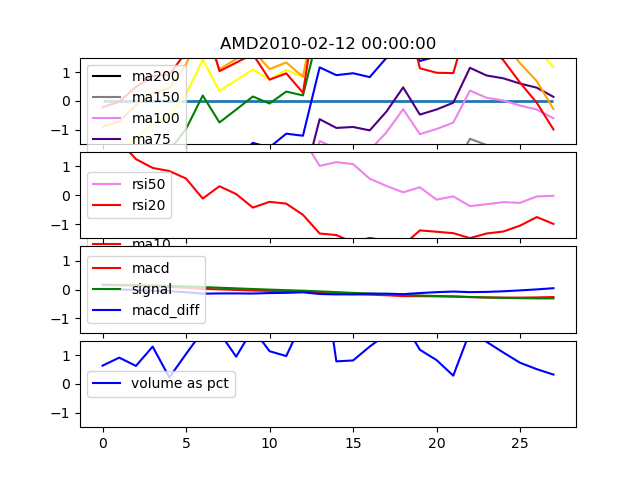 AMD2010-02-12 00:00:00
1
0
−1
ma200
ma150
ma100
ma75
1
0
−1
rsi50
rsi20
ma10
1
0
−1
macd
signal
macd_diff
1
0
−1
volume as pct
0 5 10 15 20 25